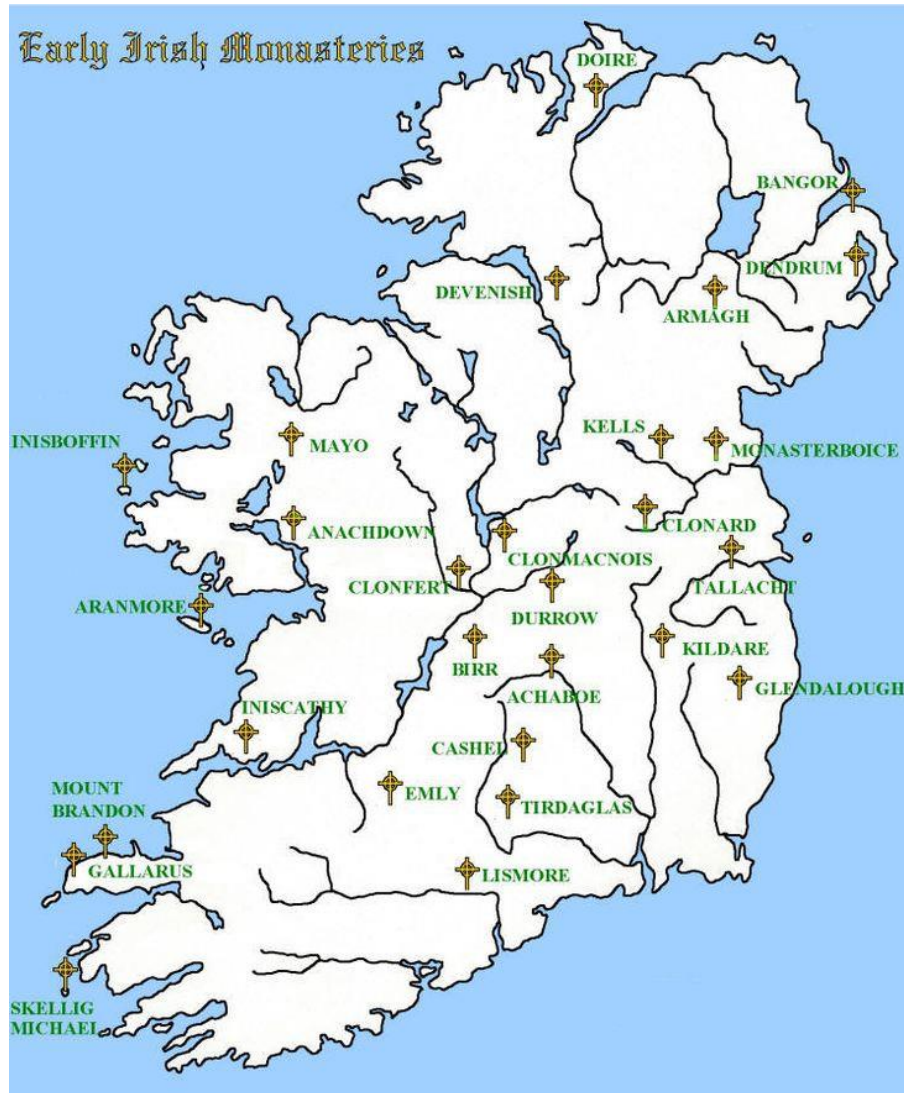 Early Irish Monasteries
DOIRE
BANGOR
DENDRUM
DEVENISH
ARMAGH
KELLS
INISBOFFIN
MAYO
MONASTERBOICE
ANACHDOWN
CLONARD
CLONMACNOIS
CLONFERT
TALLACHT
ARANMORE
DURROW
KILDARE
BIRR
GLENDALOUGH
ACHABOE
INISCATHY
CASHEL
MOUNT
BRANDON
EMLY
TIRDAGLAS
GALLARUS
LISMORE
SKELLIG
MICHAEL